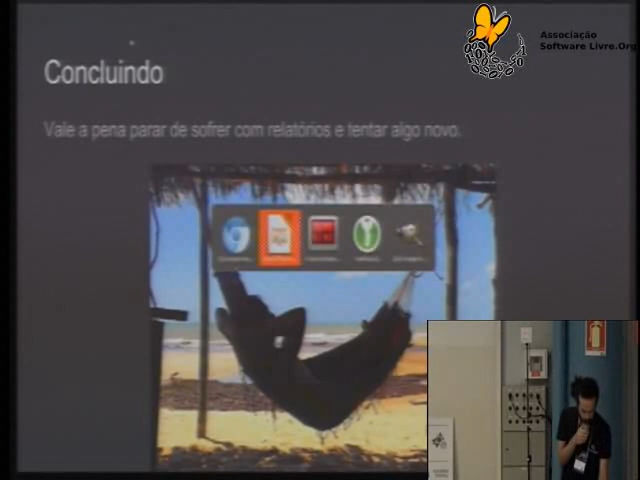 Associação
Software Livre.Org
Concluindo
Vale a pena parar de sofrer com relatórios e tentar algo novo.